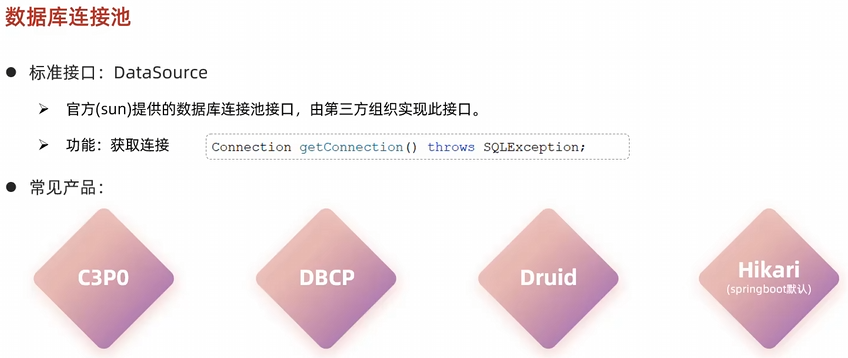 数据库连接池
标准接口：DataSource
官方(sun)提供的数据库连接池接口，由第三方组织实现此接口。
功能：获取连接 Connection getConnection() throws SQLException;
常见产品：
C3P0
DBCP
Druid
Hikari
(springboot默认)